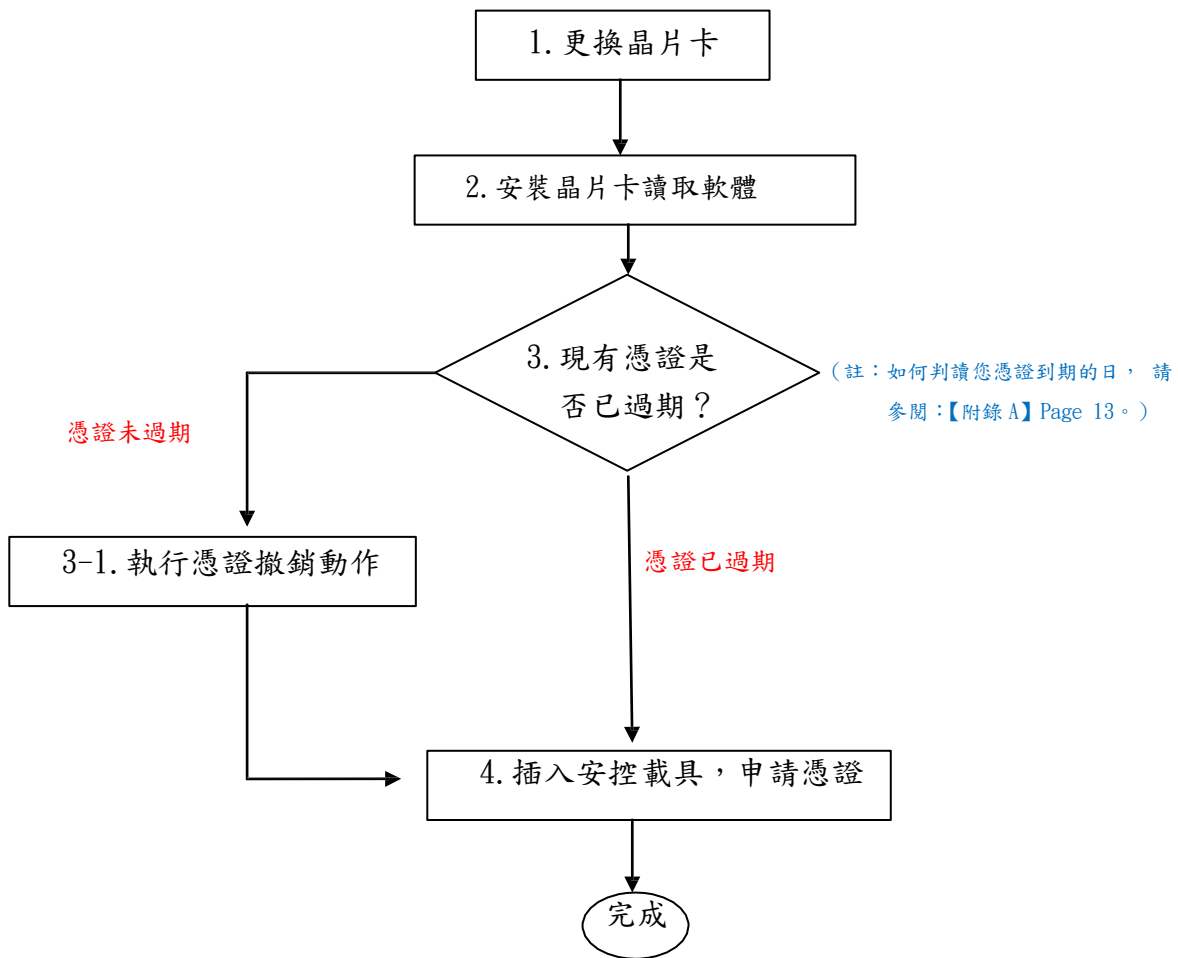 1.更換晶片卡
2.安裝晶片卡讀取軟體
3.現有憑證是
否已過期？
(註：如何判讀您憑證到期的日， 請
參閱：【附錄 A】Page 13。)
憑證未過期
3-1.執行憑證撤銷動作
憑證已過期
4.插入安控載具，申請憑證
完成